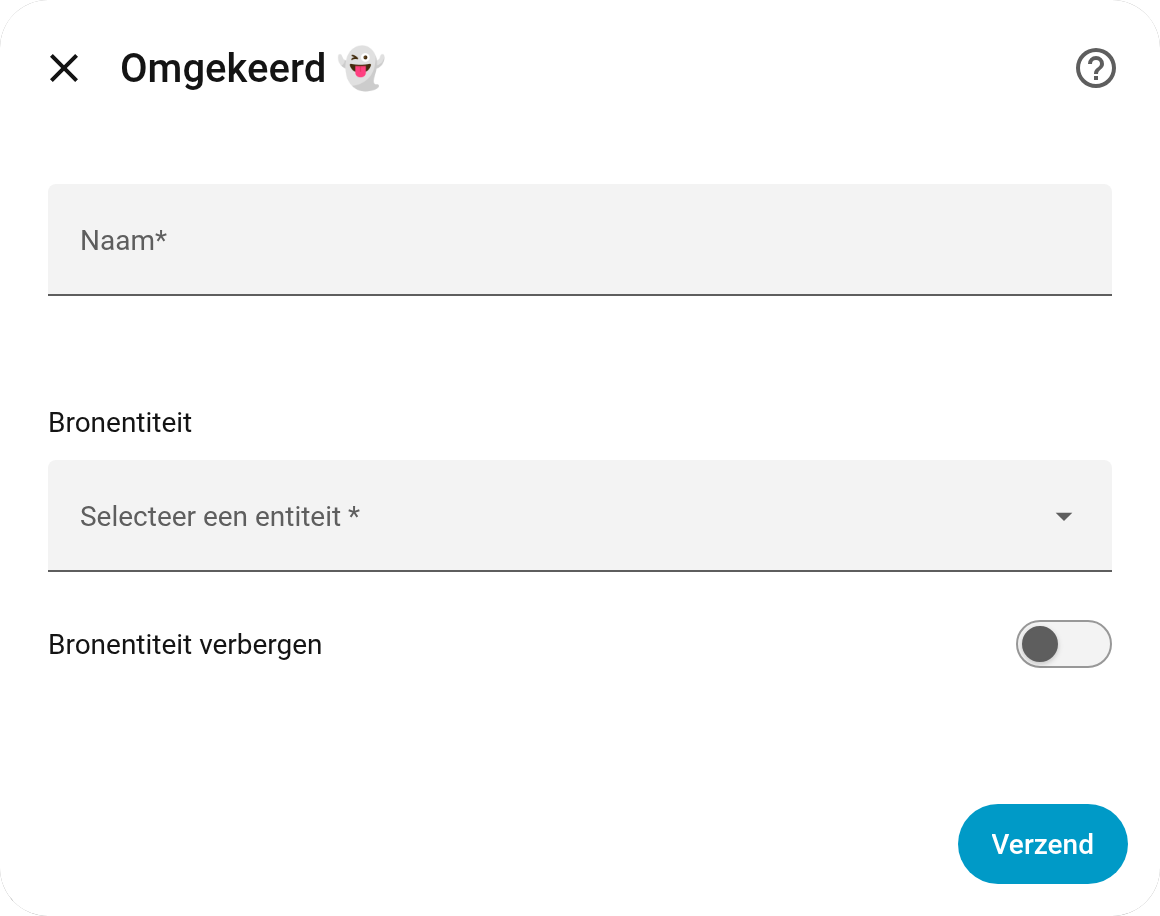 Omgekeerd 👻
Naam*
Bronentiteit
Selecteer een entiteit *
Bronentiteit verbergen
Verzend